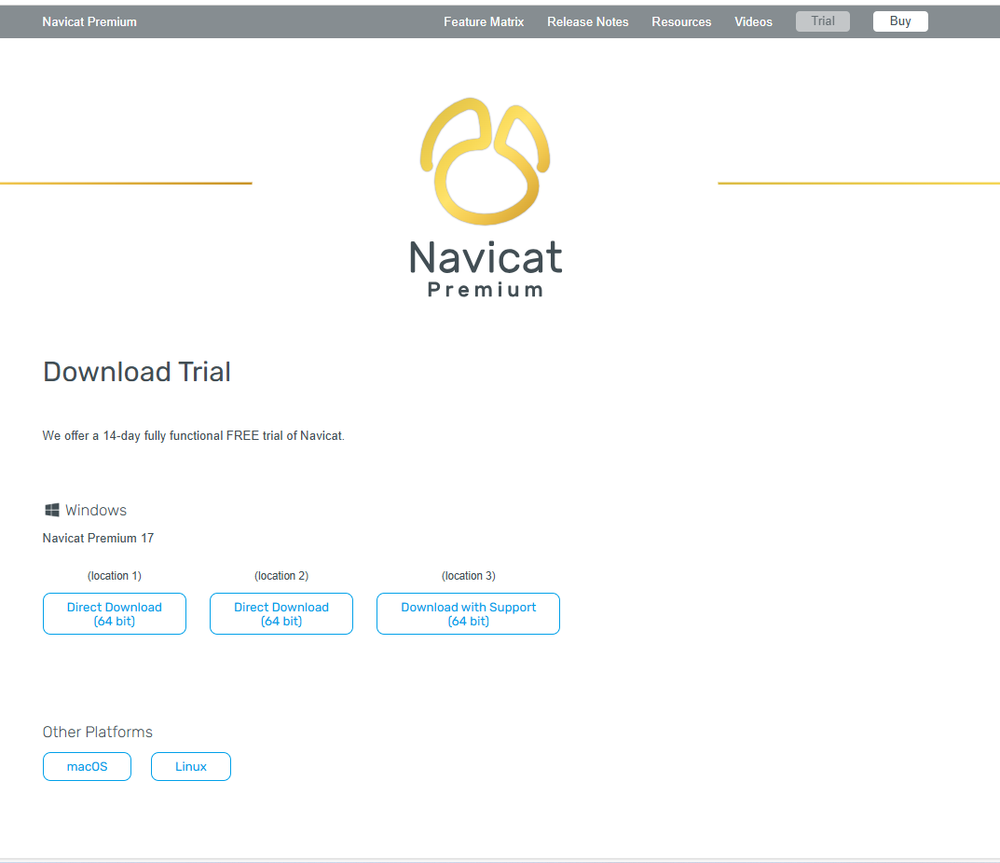 Navicat Premium
Feature Matrix
Release Notes
Resources
Videos
Trial
Buy
Navicat
Premium
Download Trial
We offer a 14-day fully functional FREE trial of Navicat.
Windows
Navicat Premium 17
(location 1)
(location 2)
(location 3)
Direct Download
(64 bit)
Direct Download
(64 bit)
Download with Support
(64 bit)
Other Platforms
macOS
Linux